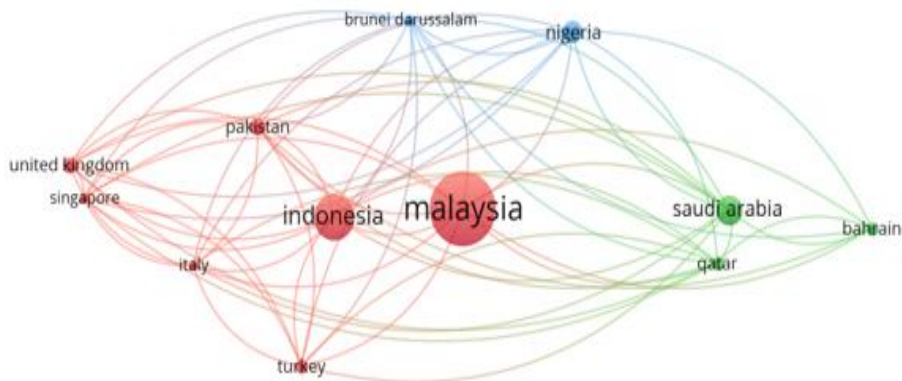 brunei darussalam
nigeria
pakistan
united kingdom
singapore
indonesia
malaysia
saudi arabia
bahrain
italy
qatar
turkey